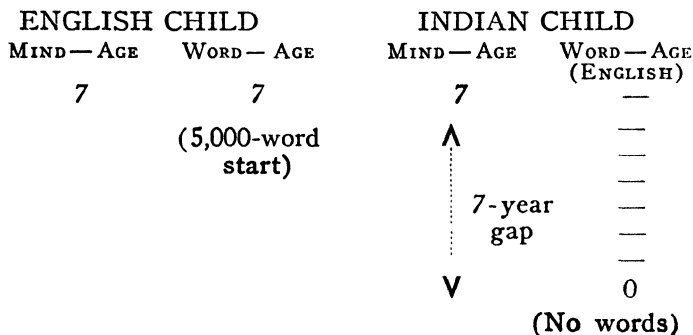 ENGLISH CHILD INDIAN CHILD
MIND—AGE WORD—AGE MIND—AGE WORD—AGE
(ENGLISH)
7 7 7 —
(5,000-word
start)
7-year
gap
0
(No words)